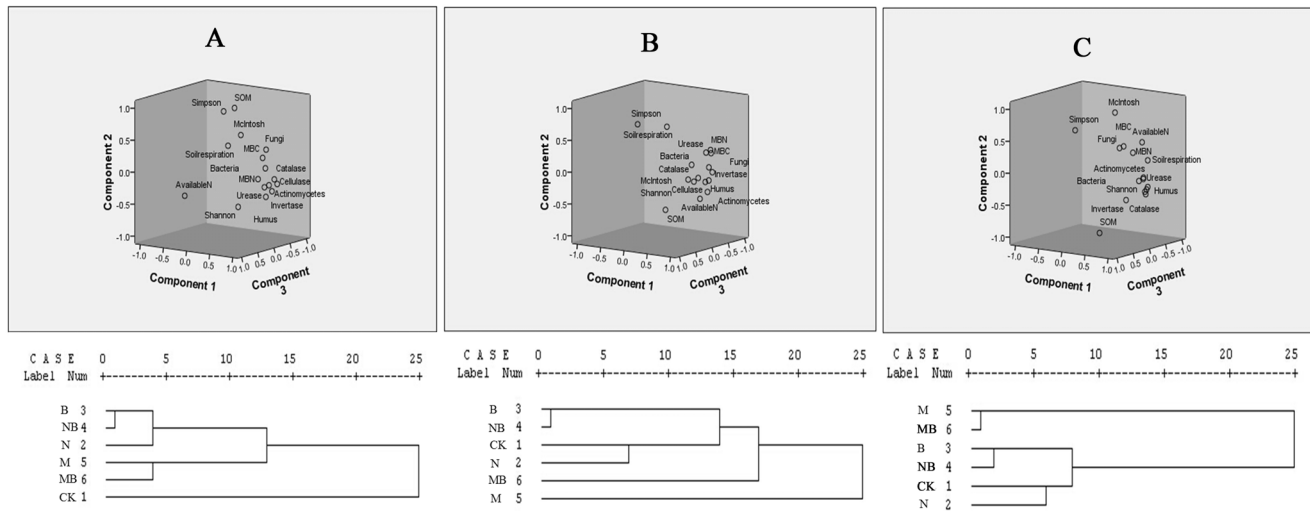 A
Component 2
1.0
0.5
0.0
-0.5
-1.0
Simpson
SOM
McIntosh
Fungi
Soilrespiration
MBC
Bacteria
Catalase
MBN
Cellulase
AvailableN
Urease
Actinomycetes
Invertase
Shannon
Humus
-1.0 -0.5 0.0 0.5 1.0
Component 1
1.0 0.5 0.0 -0.5 -1.0
Component
3
B
Component 2
1.0
0.5
0.0
-0.5
-1.0
Simpson
Soilrespiration
MBN
Urease
MBC
Bacteria
Fungi
Catalase
Invertase
McIntosh
Shannon
Cellulase
Humus
AvailableN
Actinomycetes
SOM
-1.0 -0.5 0.0 0.5 1.0
Component 1
1.0 0.5 0.0 -0.5 -1.0
Component
3
C
Component 2
1.0
0.5
0.0
-0.5
-1.0
McIntosh
Simpson
MBC
AvailableN
Fungi
MBN
Soilrespiration
Actinomycetes
Bacteria
Urease
Shannon
Humus
Invertase
Catalase
SOM
-1.0 -0.5 0.0 0.5 1.0
Component 1
1.0 0.5 0.0 -0.5 -1.0
Component
3
C A S E 0 5 10 15 20 25
Label Num
B 3
NB 4
N 2
M 5
MB 6
CK 1
C A S E 0 5 10 15 20 25
Label Num
B 3
NB 4
CK 1
N 2
MB 6
M 5
C A S E 0 5 10 15 20 25
Label Num
M 5
MB 6
B 3
NB 4
CK 1
N 2